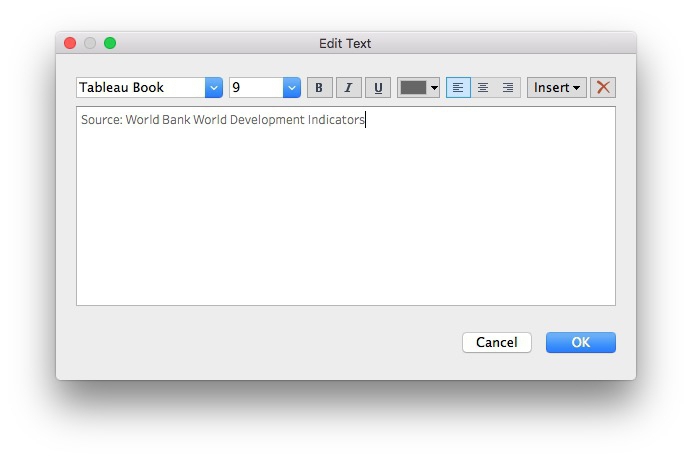 Edit Text
Tableau Book 9 B I U Insert
Source: World Bank World Development Indicators
Cancel OK